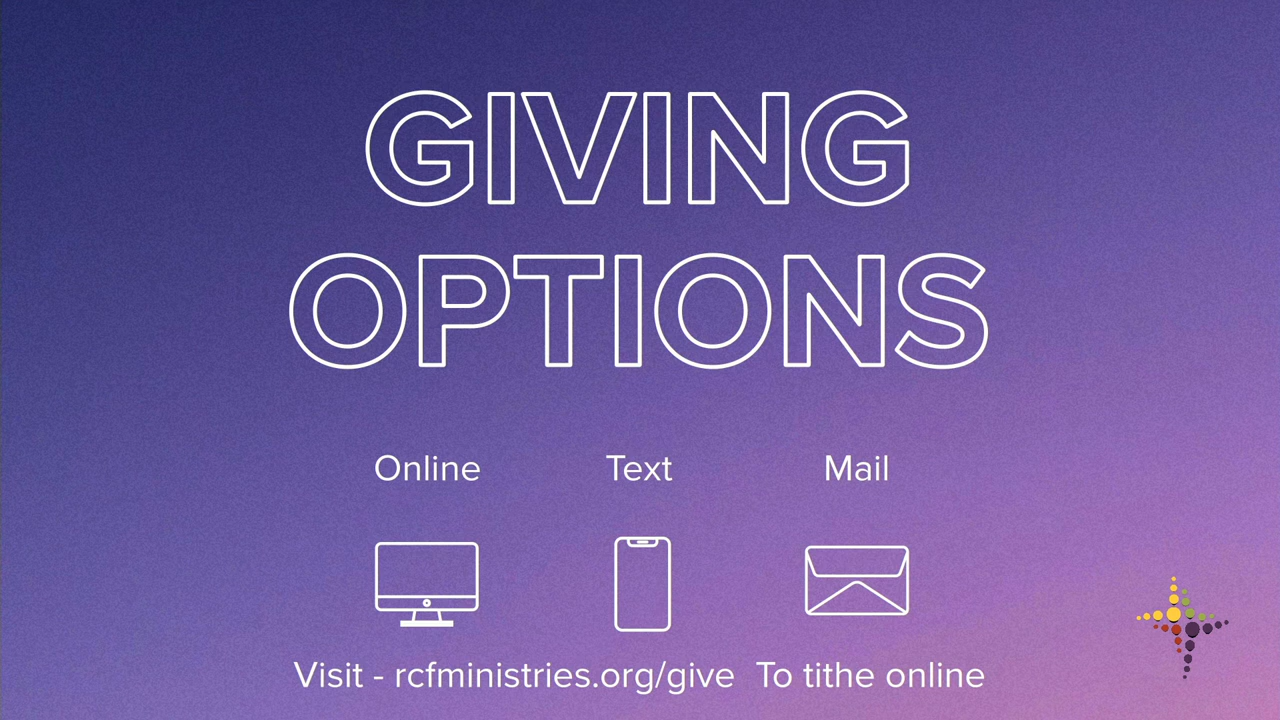 GIVING
OPTIONS
Online Text Mail
Visit - rcfministries.org/give To tithe online